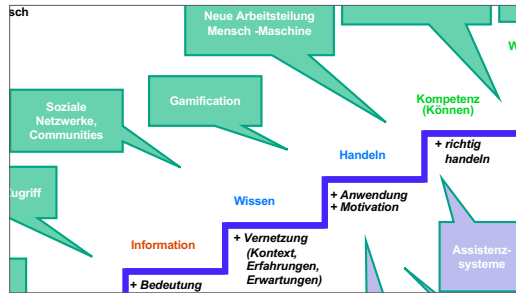 sch
Neue Arbeitsteilung
Mensch -Maschine
W
Kompetenz
(Können)
Gamification
Soziale
Netzwerke,
Communities
+ richtig
handeln
Handeln
Zugriff
Wissen
+ Anwendung
+ Motivation
Information
+ Vernetzung
(Kontext,
Erfahrungen,
Erwartungen)
Assistenz-
systeme
+ Bedeutung